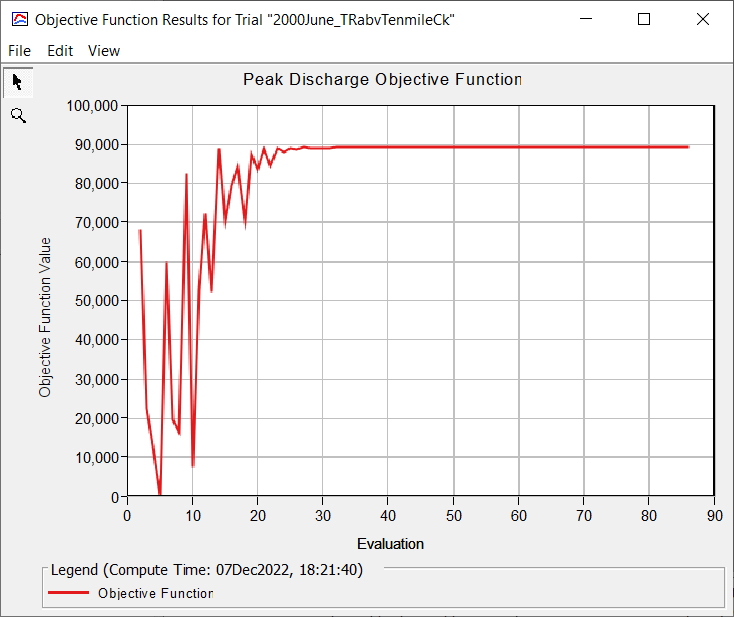 Objective Function Results for Trial "2000June_TRabvTenmileCk"
File Edit View
Peak Discharge Objective Function
100,000
90,000
80,000
70,000
60,000
50,000
40,000
30,000
20,000
10,000
0
Objective Function Value
0 10 20 30 40 50 60 70 80 90
Evaluation
Legend (Compute Time: 07Dec2022, 18:21:40)
Objective Function